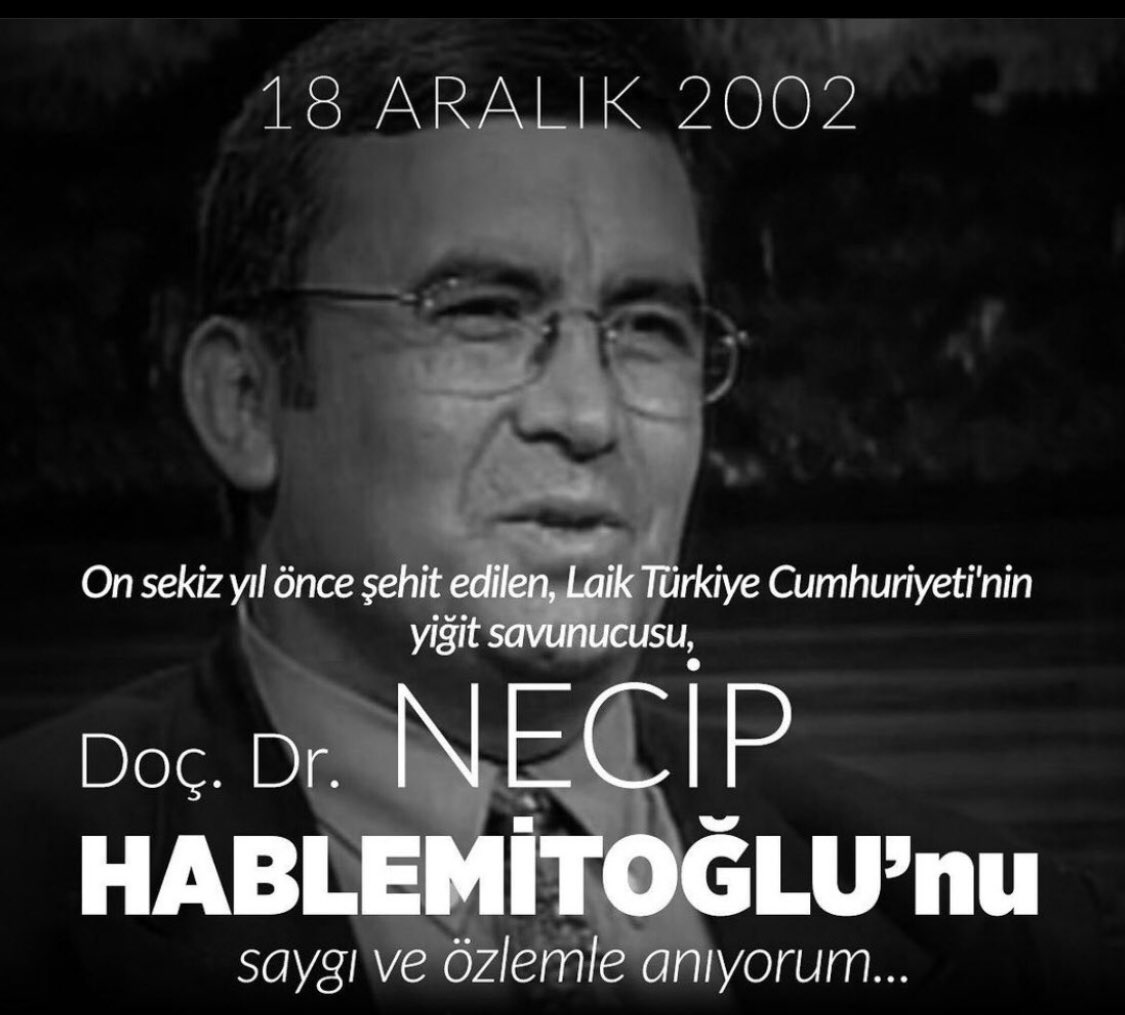 18 ARALIK 2002
On sekiz yıl önce şehit edilen, Laik Türkiye Cumhuriyeti'nin
yiğit savunucusu,
Doç. Dr. NECİP
HABLEMİTOĞLU’nu
saygı ve özlemle anıyorum...